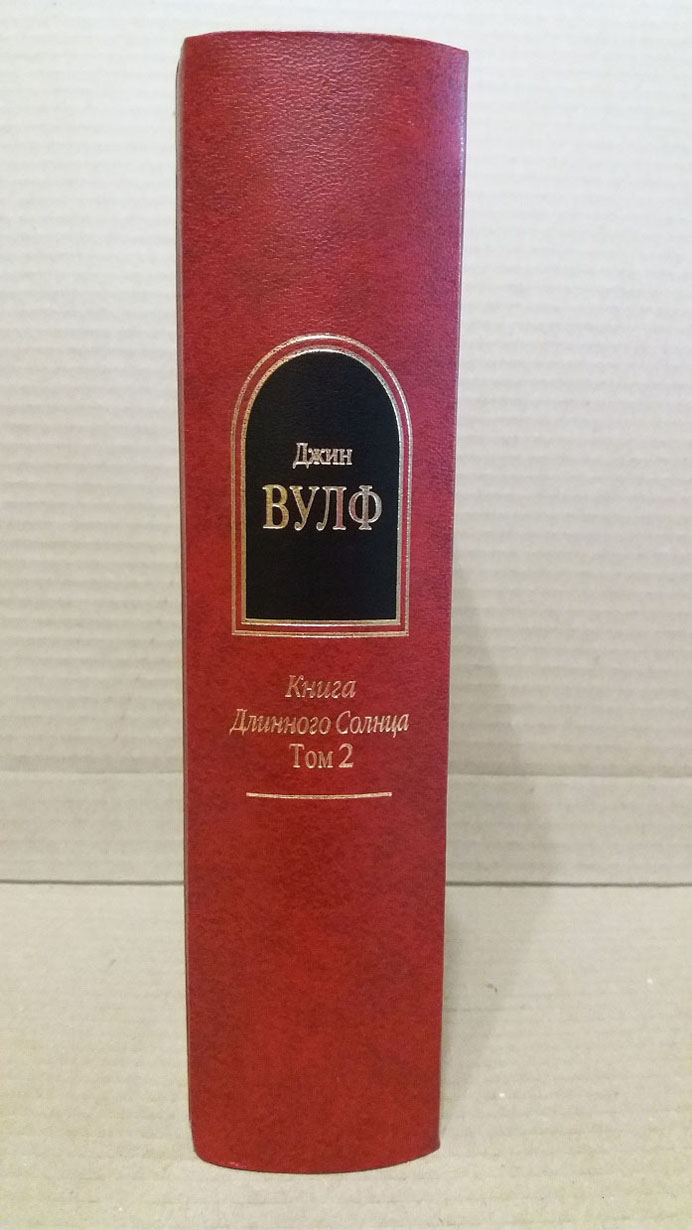 Джин
ВУЛФ
Книга
Длинного Солнца
Том 2